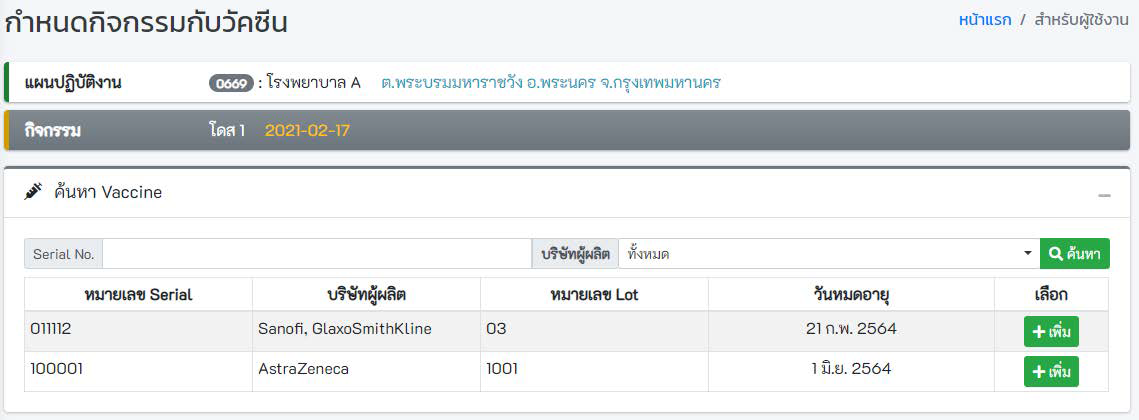 กำหนดกิจกรรมกับวัคซีน
หน้าแรก / สำหรับผู้ใช้งาน
แผนปฏิบัติงาน 0669 : โรงพยาบาล A ต.พระบรมมหาราชวัง อ.พระนคร จ.กรุงเทพมหานคร
กิจกรรม โดส 1 2021-02-17
ค้นหา Vaccine
Serial No. บริษัทผู้ผลิต ทั้งหมด ค้นหา
หมายเลข Serial บริษัทผู้ผลิต หมายเลข Lot วันหมดอายุ เลือก
011112 Sanofi, GlaxoSmithKline 03 21 ก.พ. 2564 +เพิ่ม
100001 AstraZeneca 1001 1 มิ.ย. 2564 +เพิ่ม